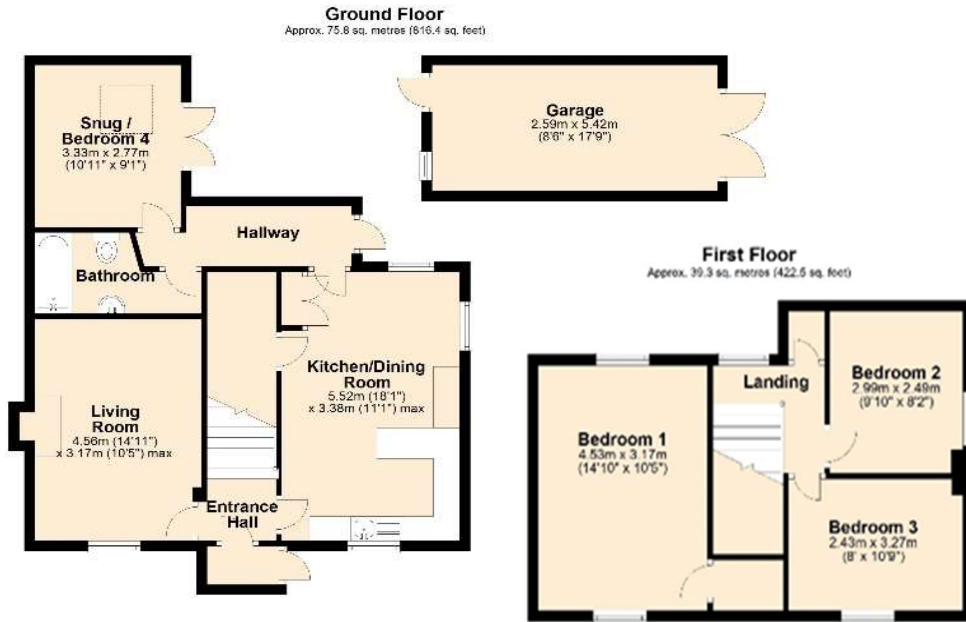 Ground Floor
Approx. 75.8 sq. metres (816.4 sq. feet)
Snug /
Bedroom 4
3.33m x 2.77m
(10'11" x 9'1")
Garage
2.59m x 5.42m
(8'6" x 17'9")
Hallway
Bathroom
Kitchen/Dining
Room
5.52m (18'1")
x 3.38m (11'1") max
Living
Room
4.56m (14'11")
x 3.17m (10'5") max
Entrance
Hall
First Floor
Approx. 39.3 sq. metres (422.5 sq. feet)
Landing
Bedroom 2
2.99m x 2.49m
(9'10" x 8'2")
Bedroom 1
4.53m x 3.17m
(14'10" x 10'5")
Bedroom 3
2.43m x 3.27m
(8' x 10'9")